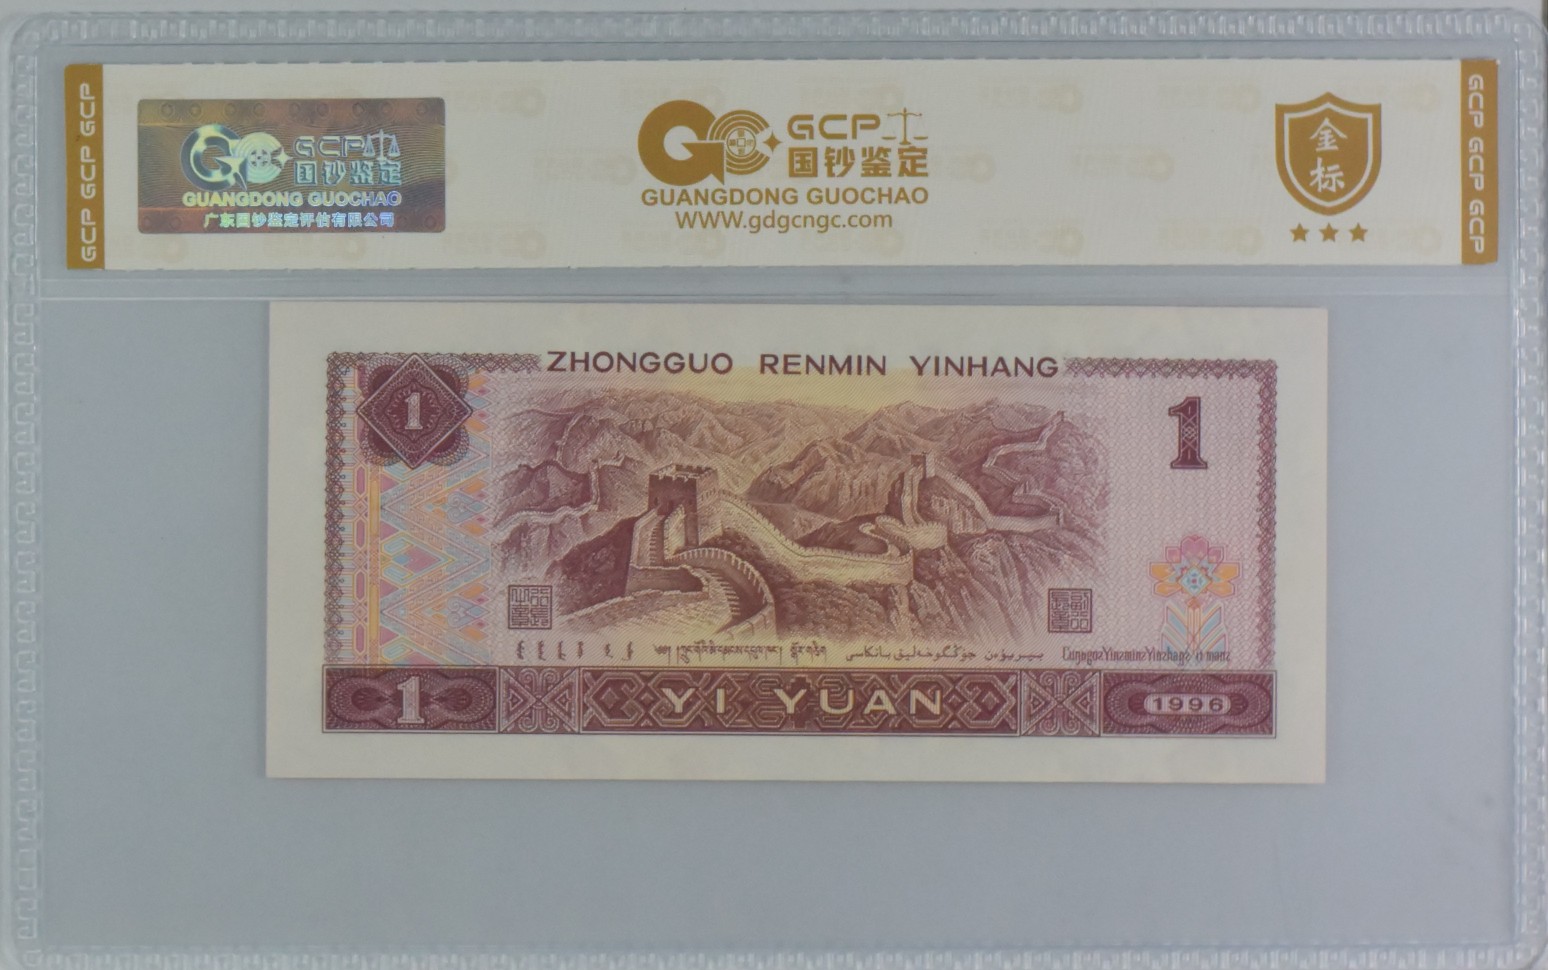 GCP GCP GCP
GCP
国钞鉴定
GUANGDONG GUOCHAO
广东国钞鉴定评估有限公司
GCP
国钞鉴定
GUANGDONG GUOCHAO
WWW.gdgcngc.com
金标
GCP GCP GCP
ZHONGGUO RENMIN YINHANG
1
1
1
YI YUAN
1996